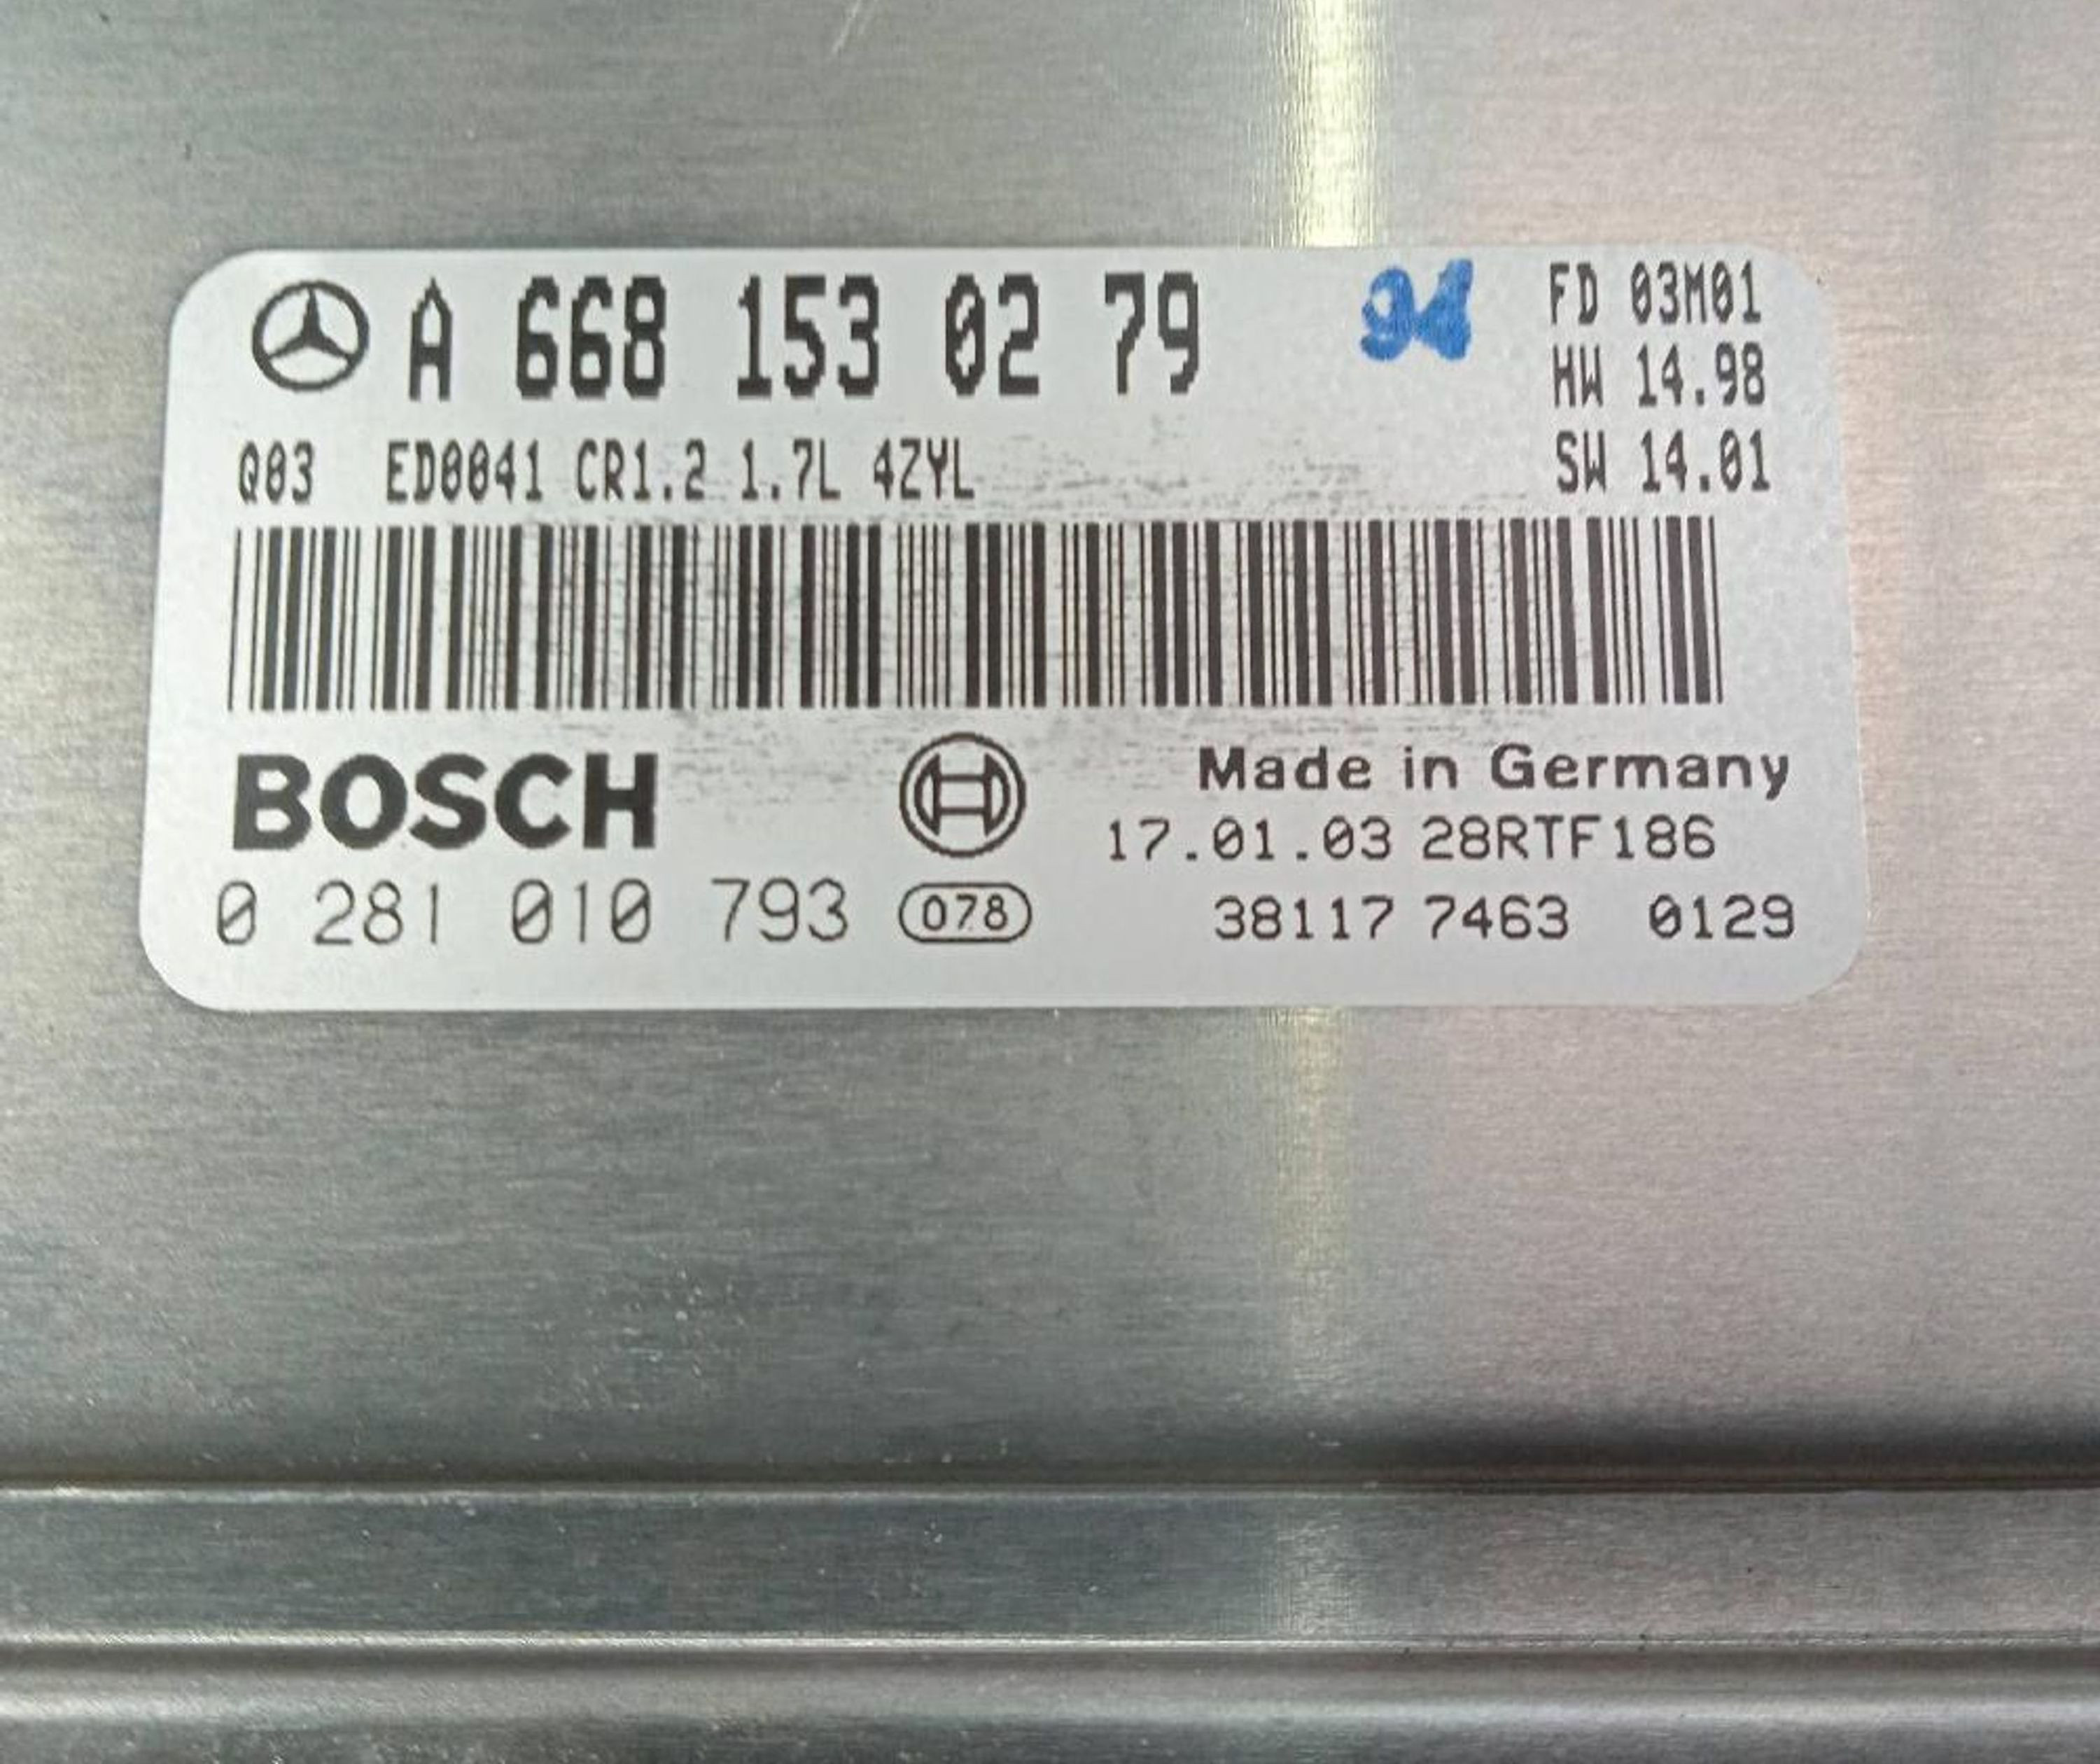 A 668 153 02 79 94 FD 03M01
HW 14.98
Q03 ED0041 CR1.2 1.7L 4ZYL SW 14.01
BOSCH Made in Germany
17.01.03 28RTF186
0 281 010 793 078 38117 7463 0129